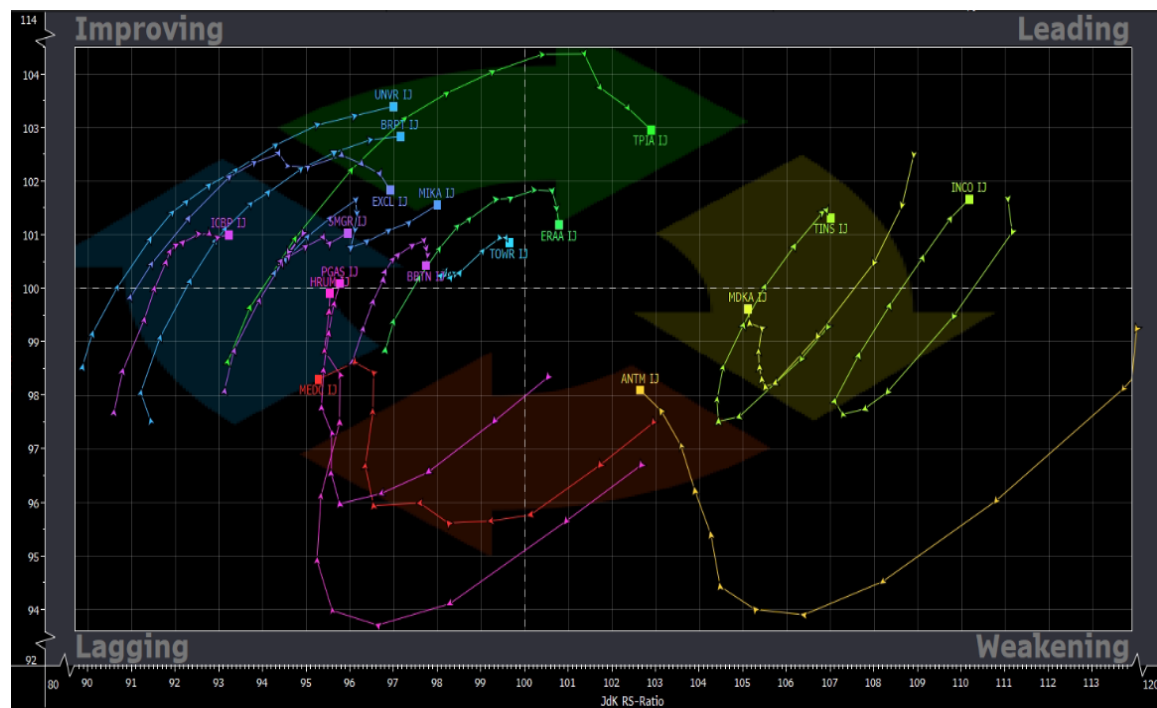 114
Improving
Leading
104
103
102
101
100
99
98
97
96
95
94
92
UNVR IJ
BRPT IJ
TPIA IJ
EXCL IJ
MIKA IJ
INCO IJ
ICBP IJ
SMGR IJ
ERAA IJ
TINS IJ
TOWR IJ
PGAS IJ
HRUM IJ
MDKA IJ
MEDC IJ
ANTM IJ
Lagging
Weakening
80 90 91 92 93 94 95 96 97 98 99 100 101 102 103 104 105 106 107 108 109 110 111 112 113 120
JdK RS-Ratio